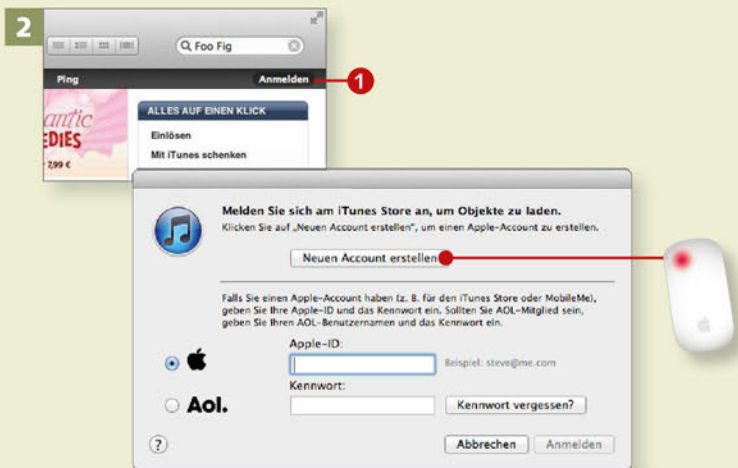 2
Foo Fig
Ping
Anmelden
1
antic
EDIES
7,99 €
ALLES AUF EINEN KLICK
Einlösen
Mit iTunes schenken
Melden Sie sich am iTunes Store an, um Objekte zu laden.
Klicken Sie auf „Neuen Account erstellen“, um einen Apple-Account zu erstellen.
Neuen Account erstellen
Falls Sie einen Apple-Account haben (z. B. für den iTunes Store oder MobileMe),
geben Sie Ihre Apple-ID und das Kennwort ein. Sollten Sie AOL-Mitglied sein,
geben Sie Ihren AOL-Benutzernamen und das Kennwort ein.
Apple-ID:
Beispiel: steve@me.com
Kennwort:
Aol.
Kennwort vergessen?
?
Abbrechen
Anmelden